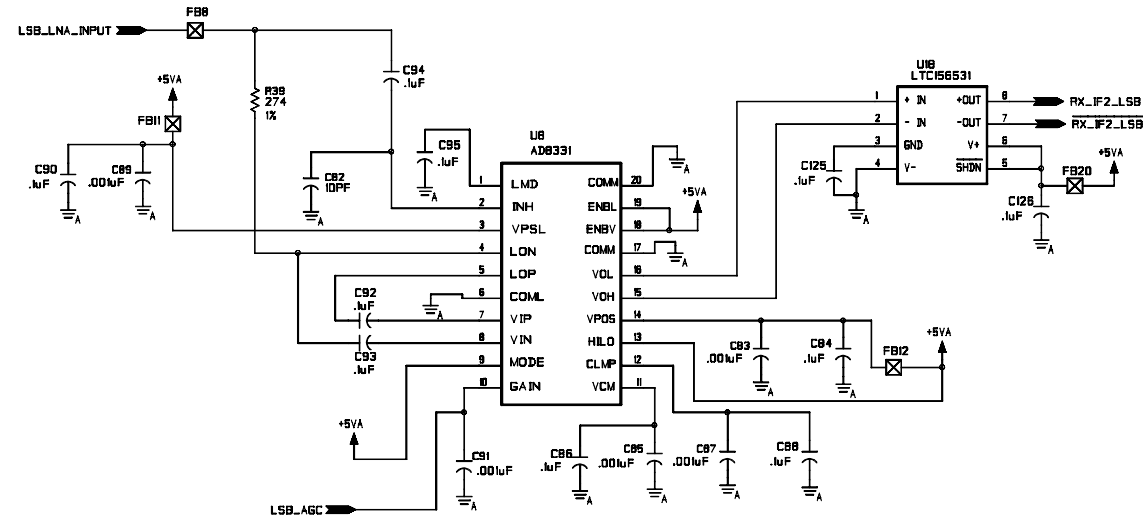 FB8
LSB_LNA_INPUT
+5VA
R39
274
1%
C94
.1uF
U18
LTC156531
1 + IN +OUT 8 RX_IF2_LSB
2 - IN -OUT 7 RX_IF2_LSB
3 GND V+ 6
4 V- SHDN 5
+5VA
FB20
C125
.1uF
A
C126
.1uF
A
FB11
C90
.1uF
C89
.001uF
A
A
C95
.1uF
A
C82
10PF
A
U8
AD8331
1 LMD COMM 20
2 INH ENBL 19
3 VPSL ENBV 18
4 LON COMM 17
5 LOP VOL 16
6 COML VOH 15
7 VIP VPOS 14
8 VIN HILO 13
9 MODE CLMP 12
10 GAIN VCM 11
A
+5VA
A
A
C92
.1uF
C93
.1uF
C83
.001uF
C84
.1uF
FB12
+5VA
A
A
+5VA
C91
.001uF
A
C86
.1uF
C85
.001uF
C87
.001uF
C88
.1uF
A
A
A
A
LSB_AGC